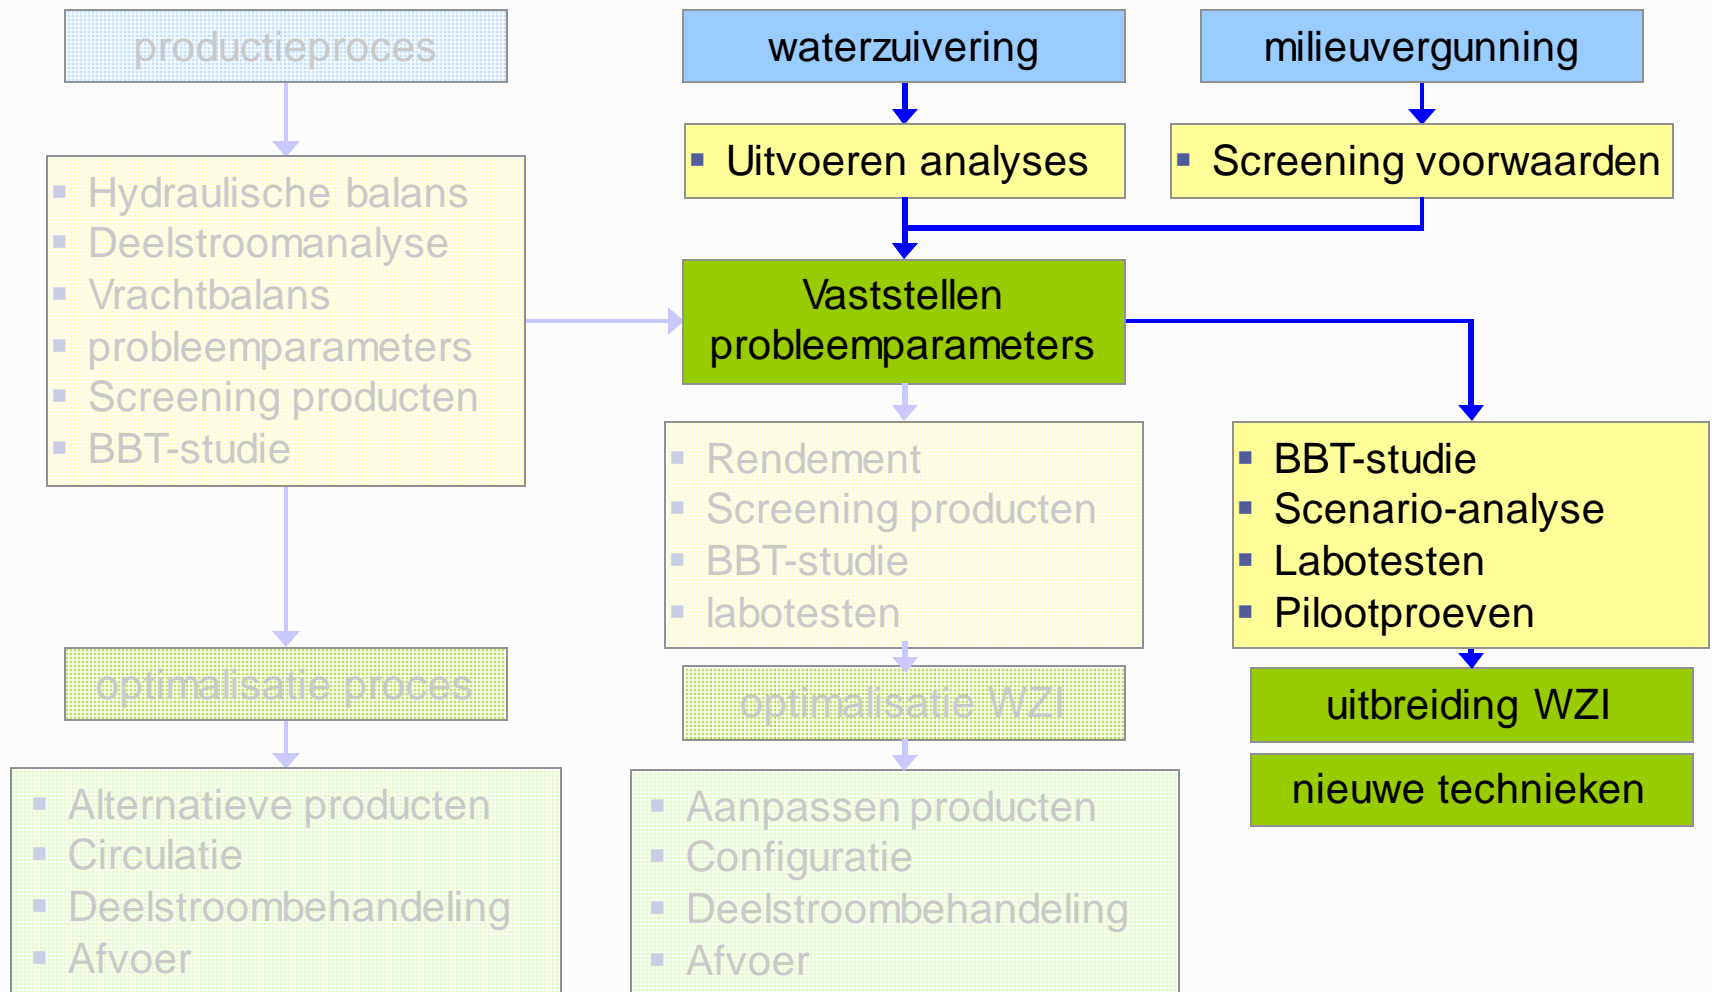 productieproces
waterzuivering
milieuvergunning
▪ Uitvoeren analyses
▪ Screening voorwaarden
▪ Hydraulische balans
▪ Deelstroomanalyse
▪ Vrachtbalans
▪ probleemparameters
▪ Screening producten
▪ BBT-studie
Vaststellen
probleemparameters
▪ Rendement
▪ Screening producten
▪ BBT-studie
▪ labotesten
▪ BBT-studie
▪ Scenario-analyse
▪ Labotesten
▪ Pilootproeven
optimalisatie proces
optimalisatie WZI
uitbreiding WZI
nieuwe technieken
▪ Alternatieve producten
▪ Circulatie
▪ Deelstroombehandeling
▪ Afvoer
▪ Aanpassen producten
▪ Configuratie
▪ Deelstroombehandeling
▪ Afvoer